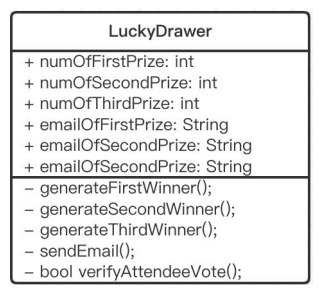 LuckyDrawer
+ numOfFirstPrize: int
+ numOfSecondPrize: int
+ numOfThirdPrize: int
+ emailOfFirstPrize: String
+ emailOfSecondPrize: String
+ emailOfSecondPrize: String
− generateFirstWinner();
− generateSecondWinner();
− generateThirdWinner();
− sendEmail();
− bool verifyAttendeeVote();